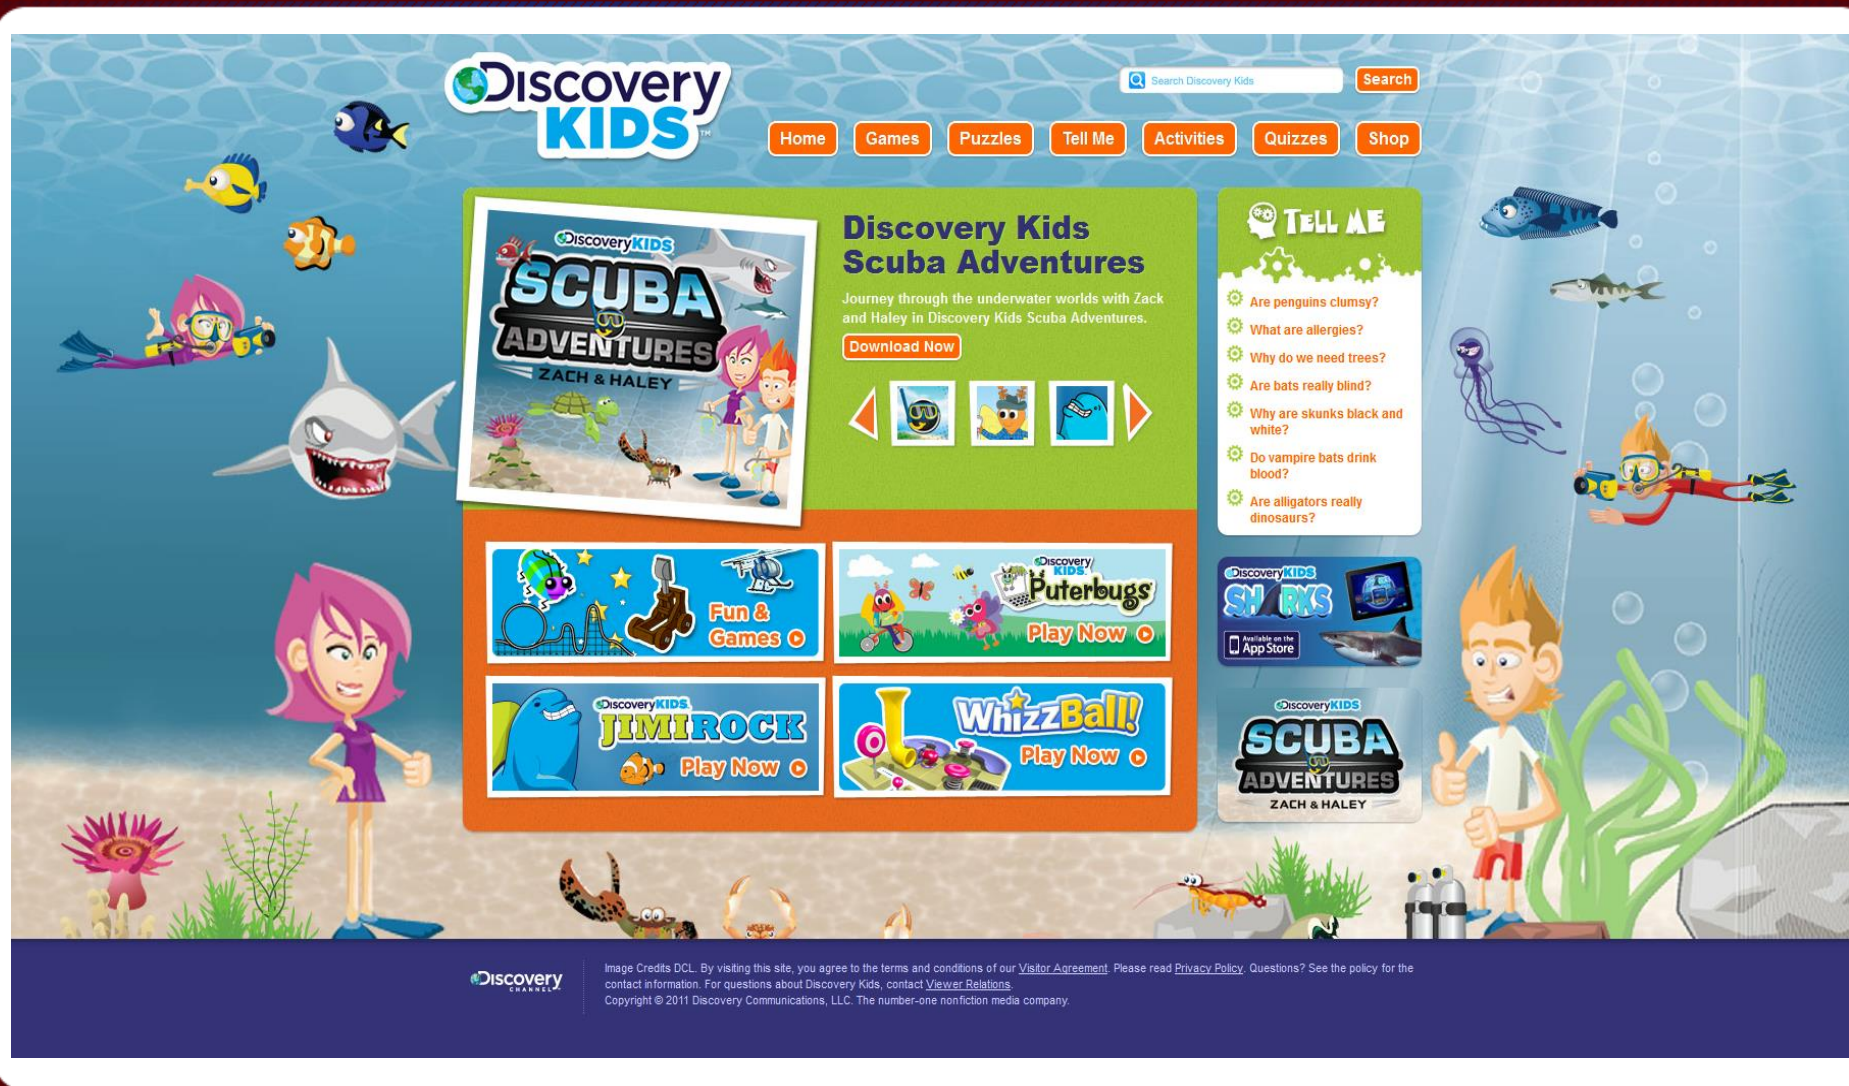 Discovery
KIDS™
Search Discovery Kids
Search
Home
Games
Puzzles
Tell Me
Activities
Quizzes
Shop
Discovery KIDS
SCUBA
ADVENTURES
ZACH & HALEY
Discovery Kids
Scuba Adventures
Journey through the underwater worlds with Zack
and Haley in Discovery Kids Scuba Adventures.
Download Now
TELL ME
Are penguins clumsy?
What are allergies?
Why do we need trees?
Are bats really blind?
Why are skunks black and
white?
Do vampire bats drink
blood?
Are alligators really
dinosaurs?
Fun &
Games
Discovery
KIDS
Puterbugs
Play Now
Discovery KIDS
JIMI ROCK
Play Now
WhizzBall!
Play Now
Discovery KIDS
SHARKS
Available on the
App Store
Discovery KIDS
SCUBA
ADVENTURES
ZACH & HALEY
Discovery
CHANNEL
Image Credits DCL. By visiting this site, you agree to the terms and conditions of our Visitor Agreement. Please read Privacy Policy. Questions? See the policy for the
contact information. For questions about Discovery Kids, contact Viewer Relations.
Copyright © 2011 Discovery Communications, LLC. The number-one nonfiction media company.